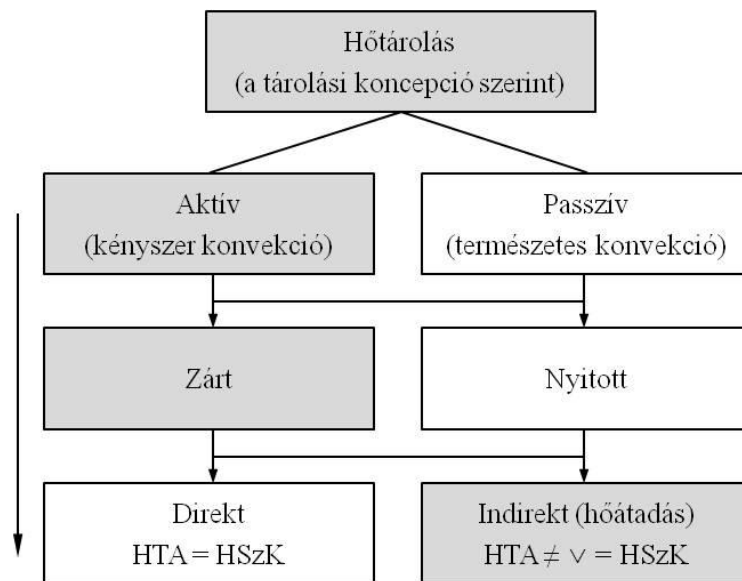 Hőtárolás
(a tárolási koncepció szerint)
Aktív
(kényszer konvekció)
Passzív
(természetes konvekció)
Zárt
Nyitott
Direkt
HTA = HSzK
Indirekt (hőátadás)
HTA ≠ ∨ = HSzK